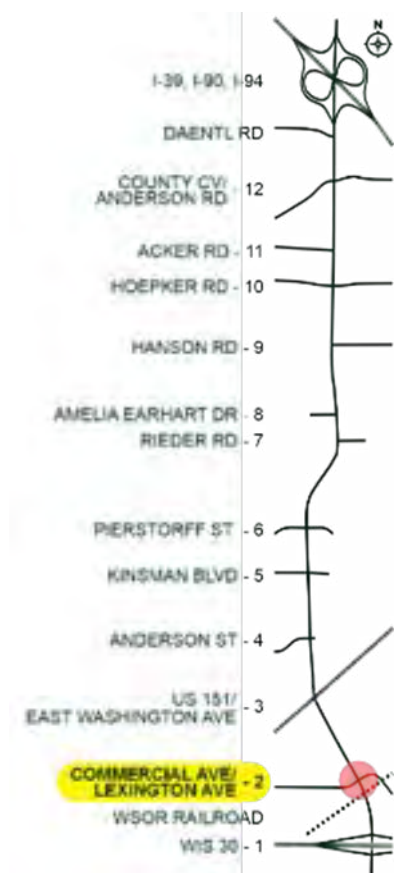 N
I-39, I-90, I-94
DAENTL RD
COUNTY CV/
ANDERSON RD - 12
ACKER RD - 11
HOEPKER RD - 10
HANSON RD - 9
AMELIA EARHART DR - 8
RIEDER RD - 7
PIERSTORFF ST - 6
KINSMAN BLVD - 5
ANDERSON ST - 4
US 151/
EAST WASHINGTON AVE - 3
COMMERCIAL AVE/
LEXINGTON AVE - 2
WSOR RAILROAD
WIS 30 - 1